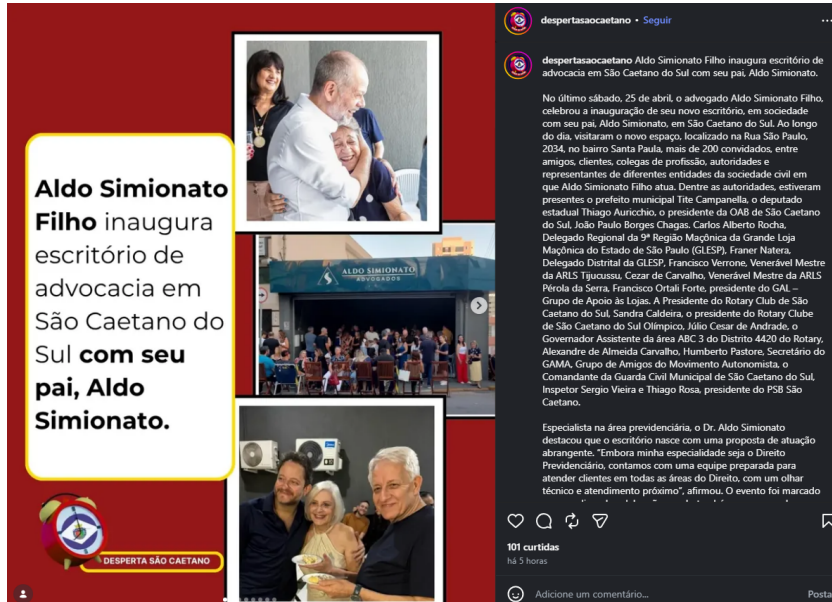 Aldo Simionato
Filho inaugura
escritório de
advocacia em
São Caetano do
Sul com seu
pai, Aldo
Simionato.
ALDO SIMIONATO
ADVOGADOS
DESPERTA SÃO CAETANO
despertasaocaetano • Seguir
despertasaocaetano Aldo Simionato Filho inaugura escritório de
advocacia em São Caetano do Sul com seu pai, Aldo Simionato.
No último sábado, 25 de abril, o advogado Aldo Simionato Filho,
celebrou a inauguração de seu novo escritório, em sociedade
com seu pai, Aldo Simionato, em São Caetano do Sul. Ao longo
do dia, visitaram o novo espaço, localizado na Rua São Paulo,
2034, no bairro Santa Paula, mais de 200 convidados, entre
amigos, clientes, colegas de profissão, autoridades e
representantes de diferentes entidades da sociedade civil em
que Aldo Simionato Filho atua. Dentre as autoridades, estiveram
presentes o prefeito municipal Tite Campanella, o deputado
estadual Thiago Auricchio, o presidente da OAB de São Caetano
do Sul, João Paulo Borges Chagas. Carlos Alberto Rocha,
Delegado Regional da 9ª Região Maçônica da Grande Loja
Maçônica do Estado de São Paulo (GLESP), Franer Natera,
Delegado Distrital da GLESP, Francisco Verrone, Venerável Mestre
da ARLS Tijucussu, Cezar de Carvalho, Venerável Mestre da ARLS
Pérola da Serra, Francisco Ortali Forte, presidente do GAL –
Grupo de Apoio às Lojas. A Presidente do Rotary Club de São
Caetano do Sul, Sandra Caldeira, o presidente do Rotary Clube
de São Caetano do Sul Olímpico, Júlio Cesar de Andrade, o
Governador Assistente da área ABC 3 do Distrito 4420 do Rotary,
Alexandre de Almeida Carvalho, Humberto Pastore, Secretário do
GAMA, Grupo de Amigos do Movimento Autonomista, o
Comandante da Guarda Civil Municipal de São Caetano do Sul,
Inspetor Sergio Vieira e Thiago Rosa, presidente do PSB São
Caetano.
Especialista na área previdenciária, o Dr. Aldo Simionato
destacou que o escritório nasce com uma proposta de atuação
abrangente. "Embora minha especialidade seja o Direito
Previdenciário, contamos com uma equipe preparada para
atender clientes em todas as áreas do Direito, com um olhar
técnico e atendimento próximo", afirmou. O evento foi marcado
101 curtidas
há 5 horas
Adicione um comentário...
Posta